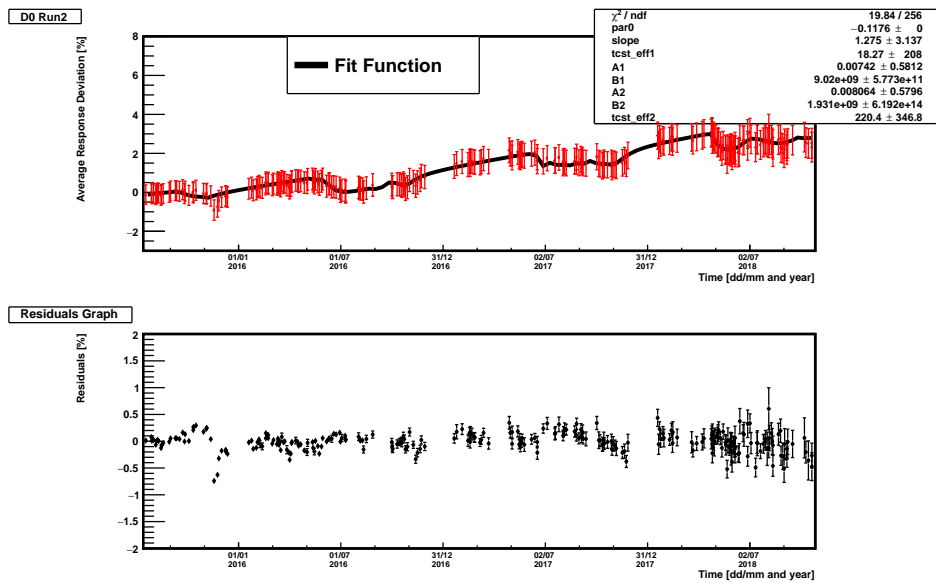 D0 Run2
χ² / ndf 19.84 / 256
par0 −0.1176 ± 0
slope 1.275 ± 3.137
tcst_eff1 18.27 ± 208
A1 0.00742 ± 0.5812
B1 9.02e+09 ± 5.773e+11
A2 0.008064 ± 0.5796
B2 1.931e+09 ± 6.192e+14
tcst_eff2 220.4 ± 346.8
Average Response Deviation [%]
8
6
4
2
0
−2
Fit Function
01/01 01/07 31/12 02/07 31/12 02/07
2016 2016 2016 2017 2017 2018
Time [dd/mm and year]
Residuals Graph
Residuals [%]
2
1.5
1
0.5
0
−0.5
−1
−1.5
−2
01/01 01/07 31/12 02/07 31/12 02/07
2016 2016 2016 2017 2017 2018
Time [dd/mm and year]